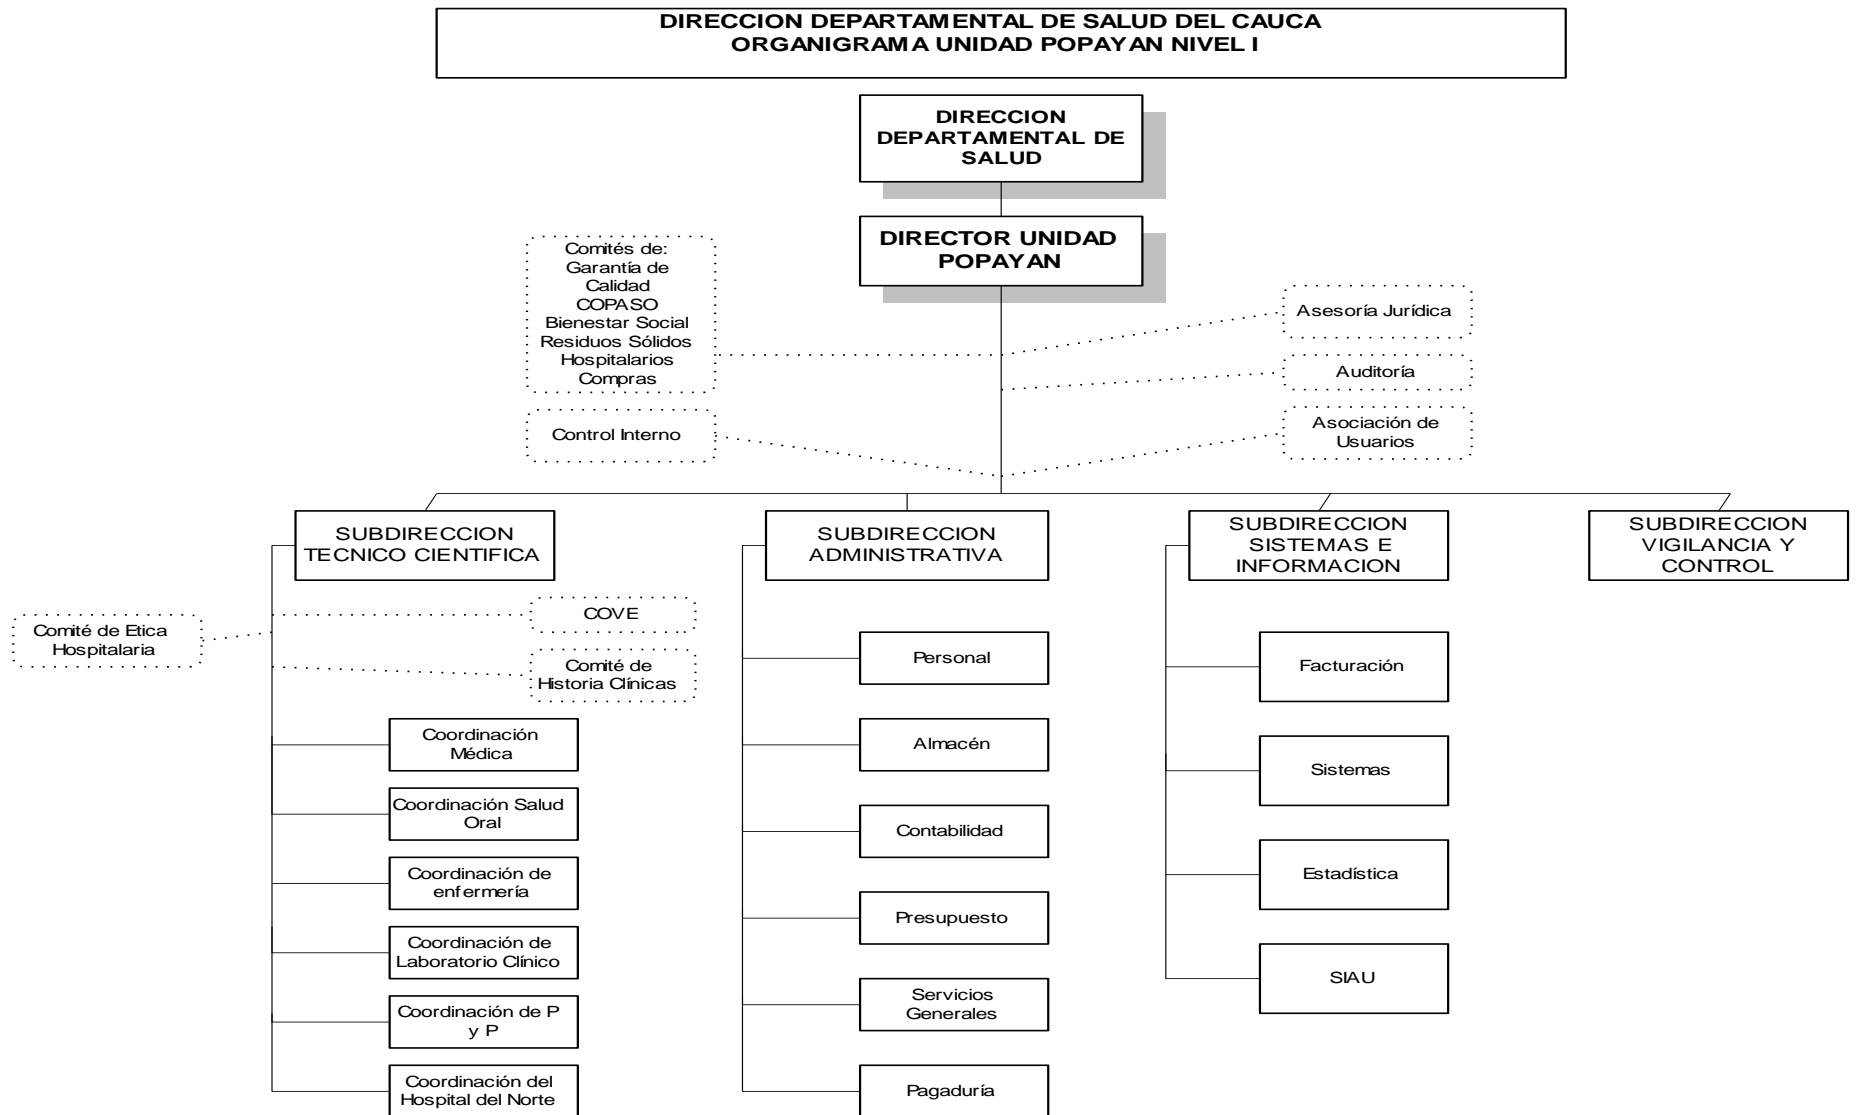 DIRECCION DEPARTAMENTAL DE SALUD DEL CAUCA
ORGANIGRAMA UNIDAD POPAYAN NIVEL I
DIRECCION
DEPARTAMENTAL DE
SALUD
DIRECTOR UNIDAD
POPAYAN
Comités de:
Garantía de
Calidad
COPASO
Bienestar Social
Residuos Sólidos
Hospitalarios
Compras
Control Interno
Asesoría Jurídica
Auditoría
Asociación de
Usuarios
SUBDIRECCION
TECNICO CIENTIFICA
Comité de Etica
Hospitalaria
COVE
Comité de
Historia Clínicas
Coordinación
Médica
Coordinación Salud
Oral
Coordinación de
enfermería
Coordinación de
Laboratorio Clínico
Coordinación de P
y P
Coordinación del
Hospital del Norte
SUBDIRECCION
ADMINISTRATIVA
Personal
Almacén
Contabilidad
Presupuesto
Servicios
Generales
Pagaduría
SUBDIRECCION
SISTEMAS E
INFORMACION
Facturación
Sistemas
Estadística
SIAU
SUBDIRECCION
VIGILANCIA Y
CONTROL